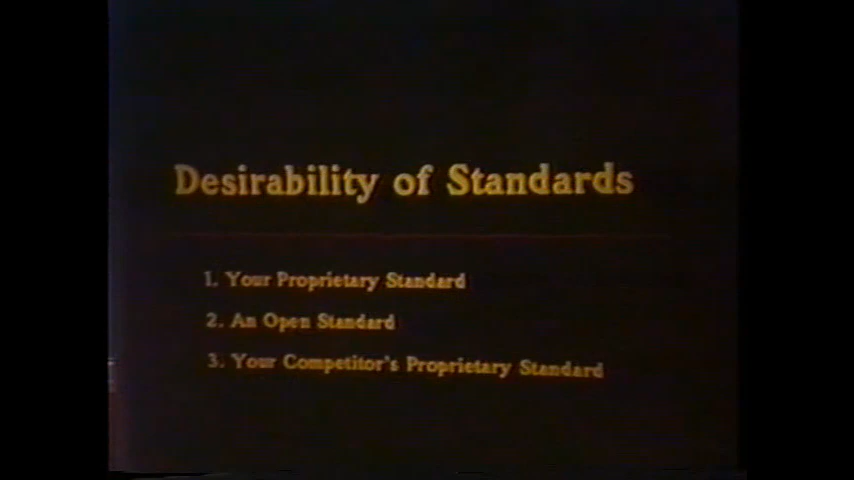 Desirability of Standards
1. Your Proprietary Standard
2. An Open Standard
3. Your Competitor's Proprietary Standard